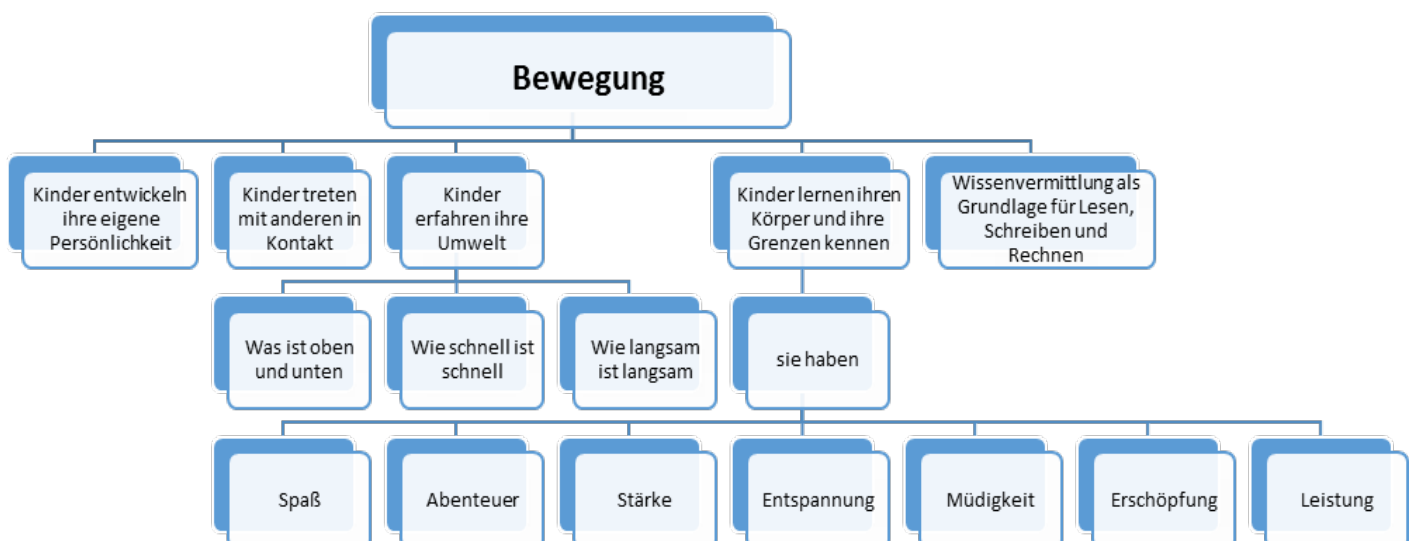 Bewegung
Kinder entwickeln
ihre eigene
Persönlichkeit
Kinder treten
mit anderen in
Kontakt
Kinder
erfahren ihre
Umwelt
Kinder lernen ihren
Körper und ihre
Grenzen kennen
Wissenvermittlung als
Grundlage für Lesen,
Schreiben und
Rechnen
Was ist oben
und unten
Wie schnell ist
schnell
Wie langsam
ist langsam
sie haben
Spaß
Abenteuer
Stärke
Entspannung
Müdigkeit
Erschöpfung
Leistung